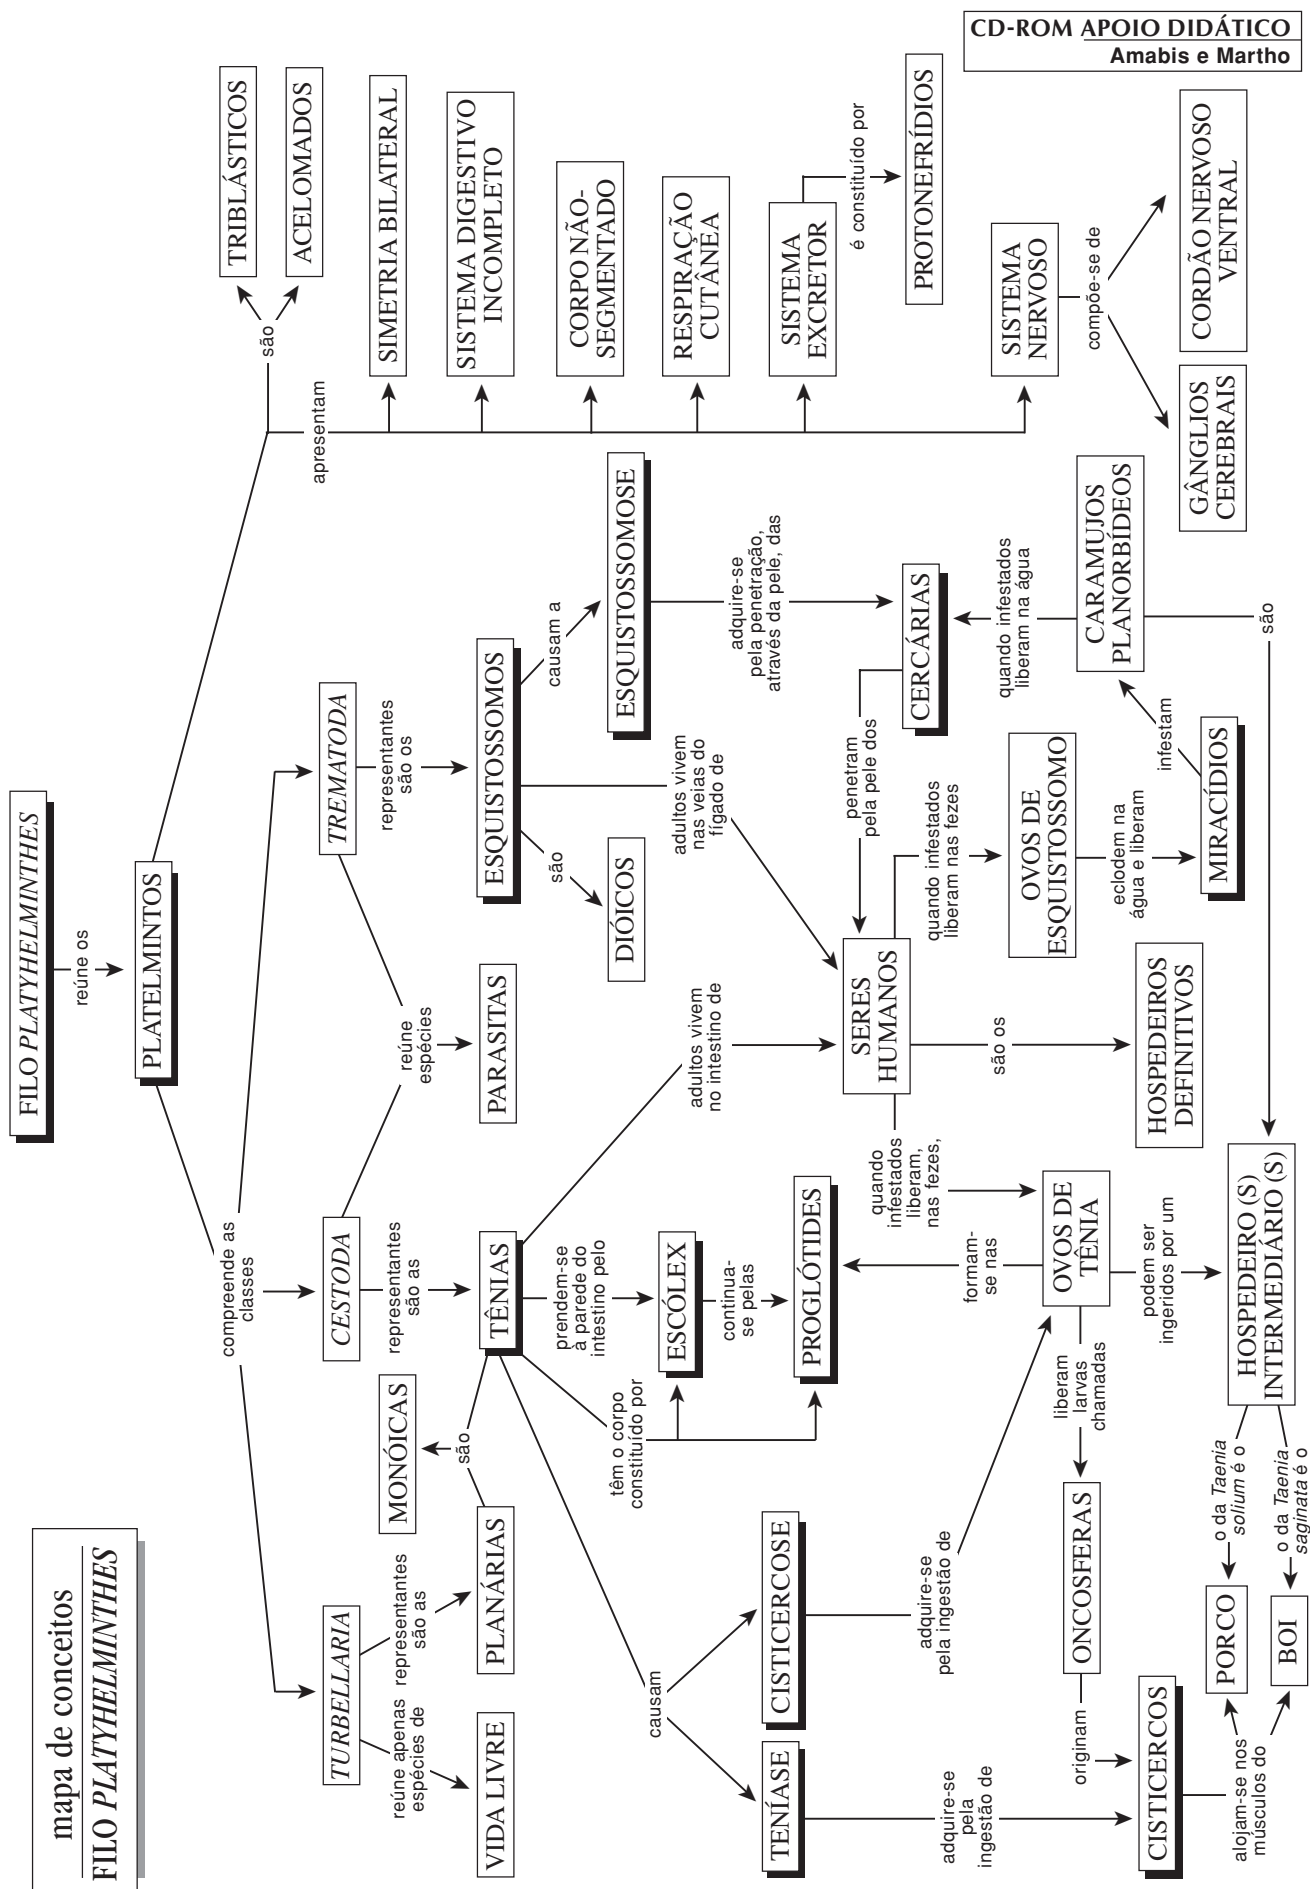 mapa de conceitos
FILO PLATYHELMINTHES
FILO PLATYHELMINTHES
CD-ROM APOIO DIDÁTICO
Amabis e Martho
reúne os
PLATELMINTOS
compreende as
classes
são
TRIBLÁSTICOS
ACELOMADOS
apresentam
SIMETRIA BILATERAL
SISTEMA DIGESTIVO
INCOMPLETO
CORPO NÃO-
SEGMENTADO
RESPIRAÇÃO
CUTÂNEA
SISTEMA
EXCRETOR
é constituído por
PROTONEFRÍDIOS
SISTEMA
NERVOSO
compõe-se de
GÂNGLIOS
CEREBRAIS
CORDÃO NERVOSO
VENTRAL
TURBELLARIA
CESTODA
TREMATODA
reúne apenas
espécies de
VIDA LIVRE
representantes
são as
PLANÁRIAS
são
MONÓICAS
representantes
são as
TÊNIAS
reúne
espécies
PARASITAS
representantes
são os
ESQUISTOSSOMOS
são
DIÓICOS
causam a
ESQUISTOSSOMOSE
adultos vivem
nas veias do
fígado de
adquire-se
pela penetração,
através da pele, das
CERCÁRIAS
penetram
pela pele dos
causam
TENÍASE
CISTICERCOSE
têm o corpo
constituído por
prendem-se
à parede do
intestino pelo
ESCÓLEX
continua-
se pelas
PROGLÓTIDES
adultos vivem
no intestino de
SERES
HUMANOS
quando
infestados
liberam,
nas fezes,
são os
HOSPEDEIROS
DEFINITIVOS
quando infestados
liberam nas fezes
OVOS DE
ESQUISTOSSOMO
eclodem na
água e liberam
MIRACÍDIOS
infestam
CARAMUJOS
PLANORBÍDEOS
quando infestados
liberam na água
são
adquire-se
pela
ingestão de
adquire-se
pela ingestão de
formam-
se nas
OVOS DE
TÊNIA
liberam
larvas
chamadas
ONCOSFERAS
originam
CISTICERCOS
podem ser
ingeridos por um
HOSPEDEIRO (S)
INTERMEDIÁRIO (S)
o da Taenia
solium é o
PORCO
o da Taenia
saginata é o
BOI
alojam-se nos
músculos do